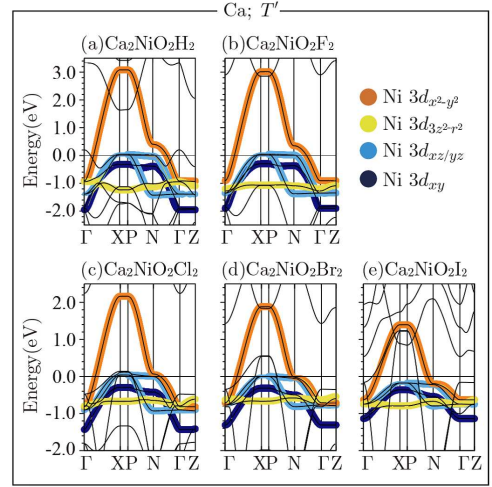 Ca; T′
(a)Ca₂NiO₂H₂
(b)Ca₂NiO₂F₂
Energy(eV)
3.0
2.0
1.0
0.0
-1.0
-2.0
Γ XP N ΓZ
Γ XP N ΓZ
Ni 3dₓ²₋y²
Ni 3d₃z²₋r²
Ni 3dxz/yz
Ni 3dxy
(c)Ca₂NiO₂Cl₂
(d)Ca₂NiO₂Br₂
(e)Ca₂NiO₂I₂
Energy(eV)
2.0
1.0
0.0
-1.0
-2.0
Γ XP N ΓZ
Γ XP N ΓZ
Γ XP N ΓZ